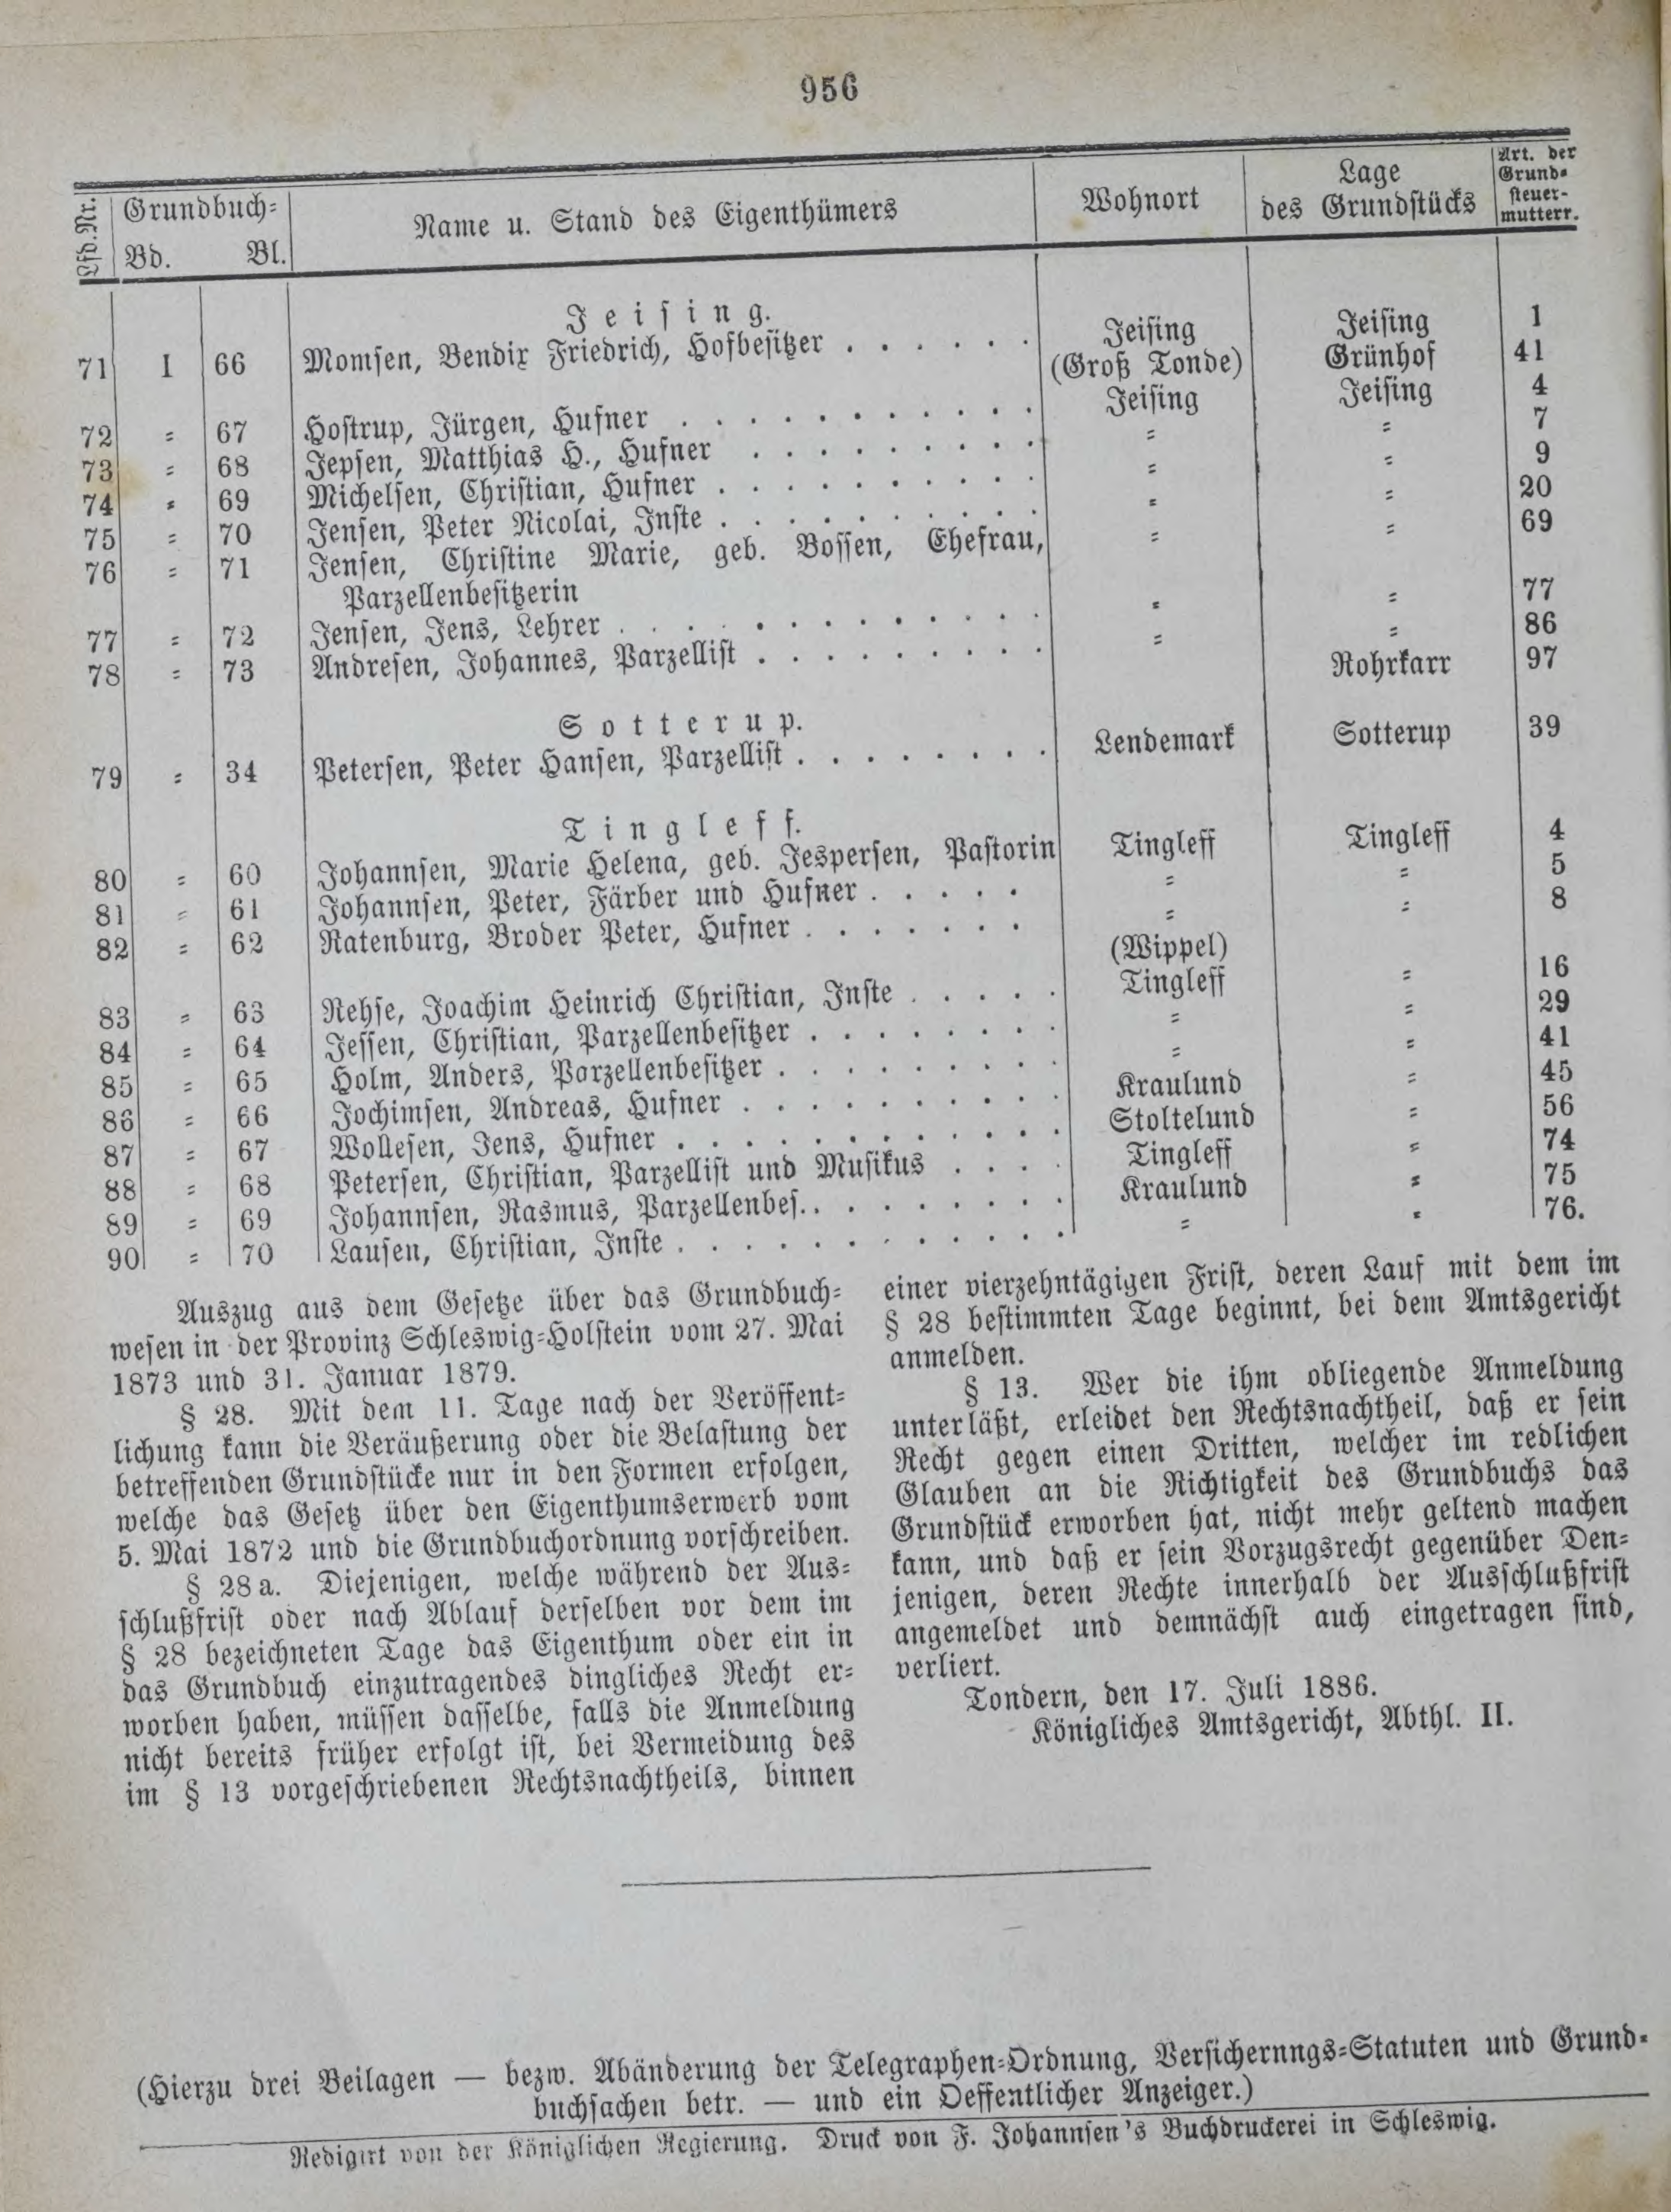 956
Lfd. Nr. Grundbuch= Name u. Stand des Eigenthümers Wohnort Lage des Grundstücks Art. der Grund=steuer-mutterr.
Bd. Bl.
Jeising.
71 I 66 Momsen, Bendix Friedrich, Hofbesitzer . . . . . . Jeising Jeising 1
(Groß Tonde) Grünhof 41
72 = 67 Hostrup, Jürgen, Hufner . . . . . . . . . . . Jeising Jeising 4
73 = 68 Jepsen, Matthias H., Hufner . . . . . . . . . = = 7
74 = 69 Michelsen, Christian, Hufner . . . . . . . . . . = = 9
75 = 70 Jensen, Peter Nicolai, Inste . . . . . . . . . . = = 20
76 = 71 Jensen, Christine Marie, geb. Bossen, Ehefrau, = = 69
Parzellenbesitzerin
77 = 72 Jensen, Jens, Lehrer . . . . . . . . . . . . . = = 77
78 = 73 Andresen, Johannes, Parzellist . . . . . . . . . = = 86
Rohrkarr 97
Sotterup.
79 = 34 Petersen, Peter Hansen, Parzellist . . . . . . . . Lendemark Sotterup 39
Tingleff.
80 = 60 Johannsen, Marie Helena, geb. Jespersen, Pastorin Tingleff Tingleff 4
81 = 61 Johannsen, Peter, Färber und Hufner . . . . . = = 5
82 = 62 Ratenburg, Broder Peter, Hufner . . . . . . . = = 8
(Wippel)
83 = 63 Rehse, Joachim Heinrich Christian, Inste . . . . . Tingleff = 16
84 = 64 Jessen, Christian, Parzellenbesitzer . . . . . . . . = = 29
85 = 65 Holm, Anders, Parzellenbesitzer . . . . . . . . . = = 41
86 = 66 Jochimsen, Andreas, Hufner . . . . . . . . . . Kraulund = 45
87 = 67 Wollesen, Jens, Hufner . . . . . . . . . . . . Stoltelund = 56
88 = 68 Petersen, Christian, Parzellist und Musikus . . . . Tingleff = 74
89 = 69 Johannsen, Rasmus, Parzellenbes. . . . . . . . . Kraulund = 75
90 = 70 Lausen, Christian, Inste . . . . . . . . . . . . = = 76.
Auszug aus dem Gesetze über das Grundbuch=
wesen in der Provinz Schleswig=Holstein vom 27. Mai
1873 und 31. Januar 1879.
§ 28. Mit dem 11. Tage nach der Veröffent=
lichung kann die Veräußerung oder die Belastung der
betreffenden Grundstücke nur in den Formen erfolgen,
welche das Gesetz über den Eigenthumserwerb vom
5. Mai 1872 und die Grundbuchordnung vorschreiben.
§ 28a. Diejenigen, welche während der Aus=
schlußfrist oder nach Ablauf derselben vor dem im
§ 28 bezeichneten Tage das Eigenthum oder ein in
das Grundbuch einzutragendes dingliches Recht er=
worben haben, müssen dasselbe, falls die Anmeldung
nicht bereits früher erfolgt ist, bei Vermeidung des
im § 13 vorgeschriebenen Rechtsnachtheils, binnen
einer vierzehntägigen Frist, deren Lauf mit dem im
§ 28 bestimmten Tage beginnt, bei dem Amtsgericht
anmelden.
§ 13. Wer die ihm obliegende Anmeldung
unterläßt, erleidet den Rechtsnachtheil, daß er sein
Recht gegen einen Dritten, welcher im redlichen
Glauben an die Richtigkeit des Grundbuchs das
Grundstück erworben hat, nicht mehr geltend machen
kann, und daß er sein Vorzugsrecht gegenüber Den=
jenigen, deren Rechte innerhalb der Ausschlußfrist
angemeldet und demnächst auch eingetragen sind,
verliert.
Tondern, den 17. Juli 1886.
Königliches Amtsgericht, Abthl. II.
(Hierzu drei Beilagen — bezw. Abänderung der Telegraphen=Ordnung, Versichernngs=Statuten und Grund=
buchsachen betr. — und ein Oeffentlicher Anzeiger.)
Redigirt von der Königlichen Regierung. Druck von F. Johannsen's Buchdruckerei in Schleswig.